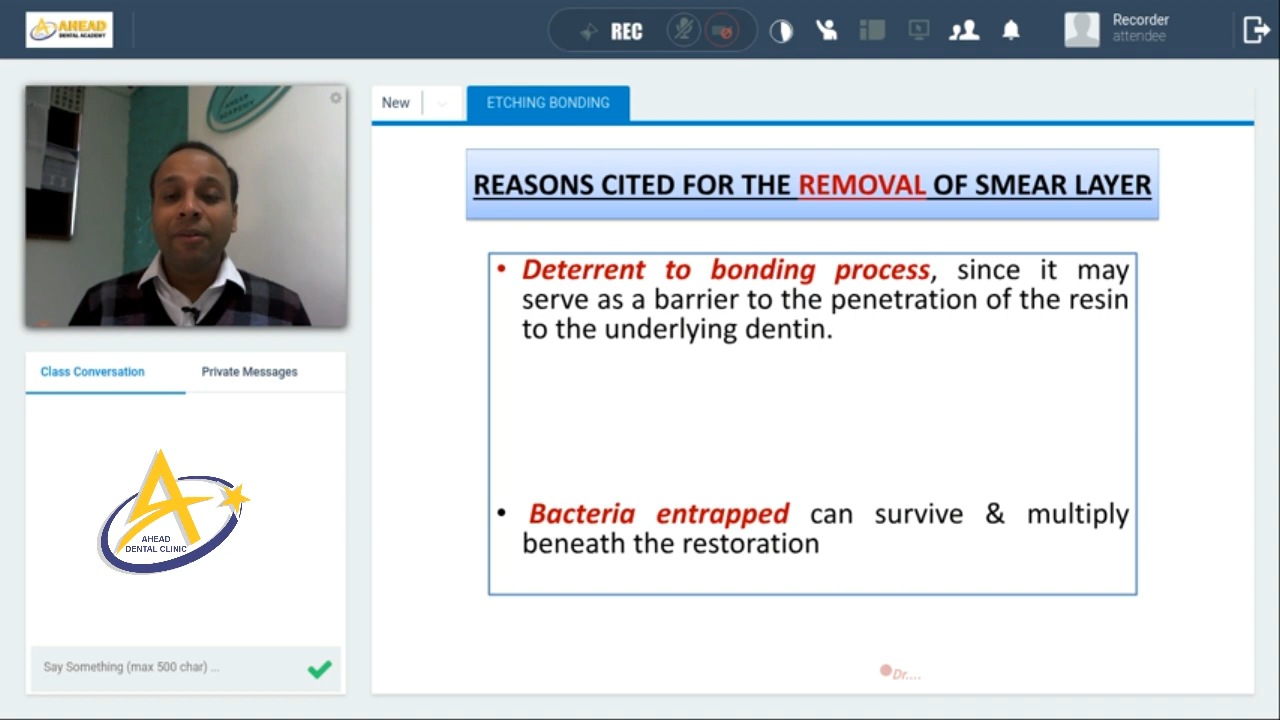 AHEAD
DENTAL ACADEMY
REC
Recorder
attendee
New
ETCHING BONDING
REASONS CITED FOR THE REMOVAL OF SMEAR LAYER
• Deterrent to bonding process, since it may
serve as a barrier to the penetration of the resin
to the underlying dentin.
• Bacteria entrapped can survive & multiply
beneath the restoration
Dr....
Class Conversation
Private Messages
AHEAD
DENTAL CLINIC
Say Something (max 500 char) ...